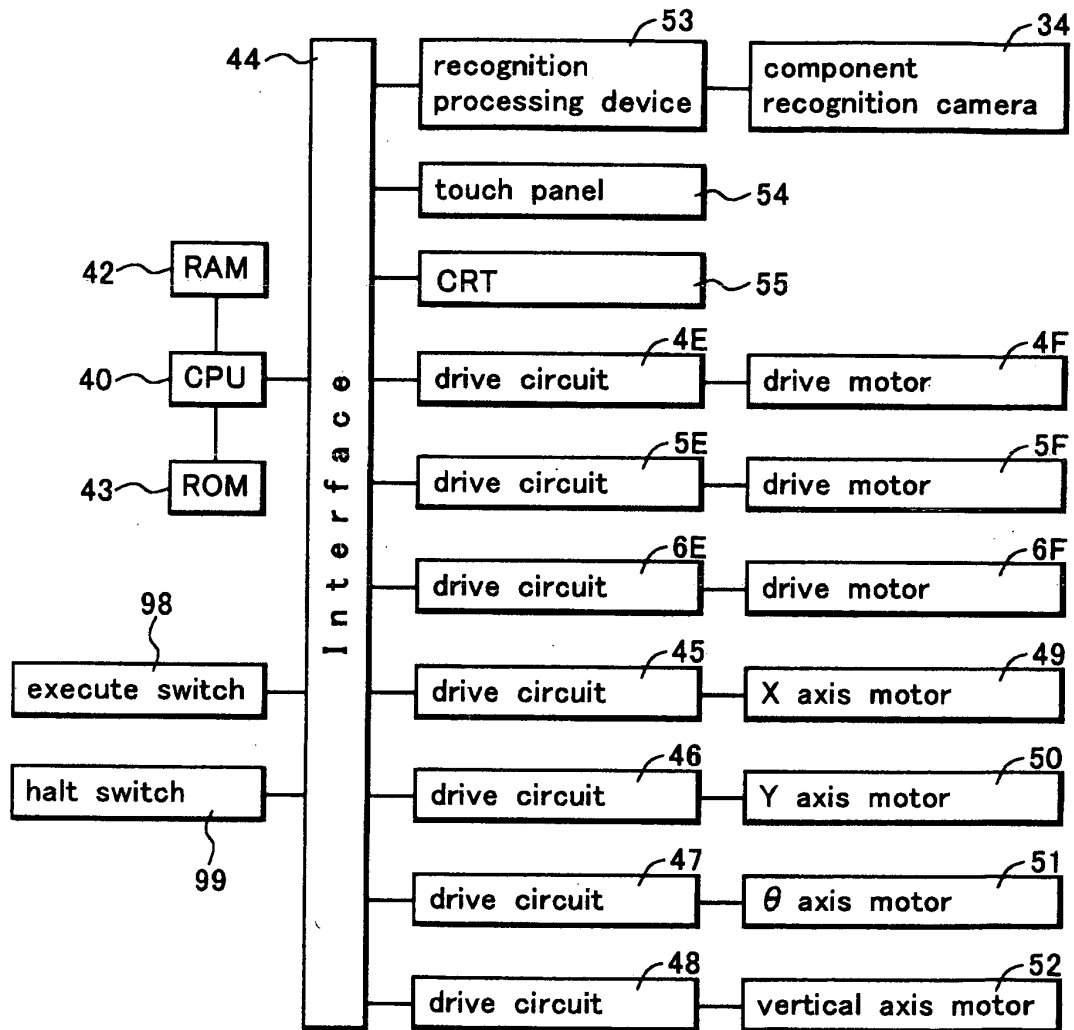 53
34
44
recognition
processing device
component
recognition camera
touch panel
54
42
RAM
CRT
55
4E
4F
40
CPU
drive circuit
drive motor
5E
5F
43
ROM
drive circuit
drive motor
Interface
6E
6F
drive circuit
drive motor
98
45
49
execute switch
drive circuit
X axis motor
46
50
halt switch
drive circuit
Y axis motor
99
47
51
drive circuit
θ axis motor
48
52
drive circuit
vertical axis motor